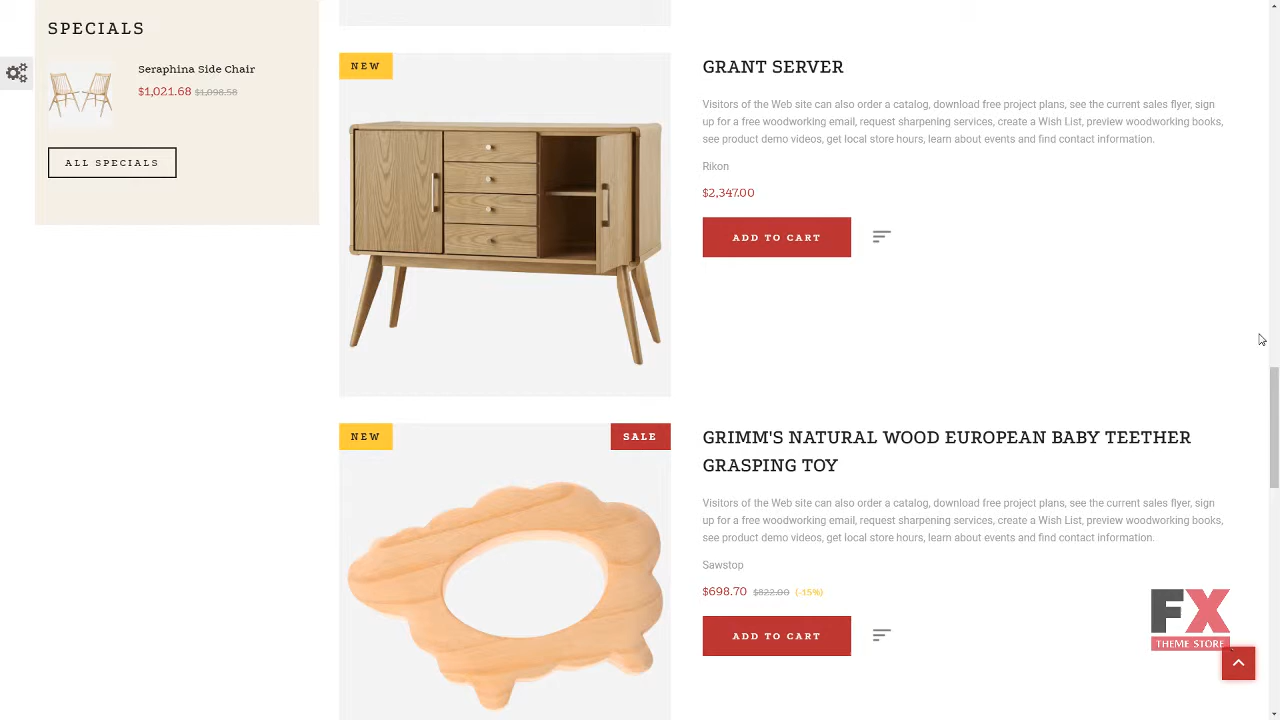 SPECIALS
Seraphina Side Chair
$1,021.68 $1,098.58
ALL SPECIALS
NEW
GRANT SERVER
Visitors of the Web site can also order a catalog, download free project plans, see the current sales flyer, sign
up for a free woodworking email, request sharpening services, create a Wish List, preview woodworking books,
see product demo videos, get local store hours, learn about events and find contact information.
Rikon
$2,347.00
ADD TO CART
NEW
SALE
GRIMM'S NATURAL WOOD EUROPEAN BABY TEETHER
GRASPING TOY
Visitors of the Web site can also order a catalog, download free project plans, see the current sales flyer, sign
up for a free woodworking email, request sharpening services, create a Wish List, preview woodworking books,
see product demo videos, get local store hours, learn about events and find contact information.
Sawstop
$698.70 $822.00 (-15%)
ADD TO CART
FX
THEME STORE